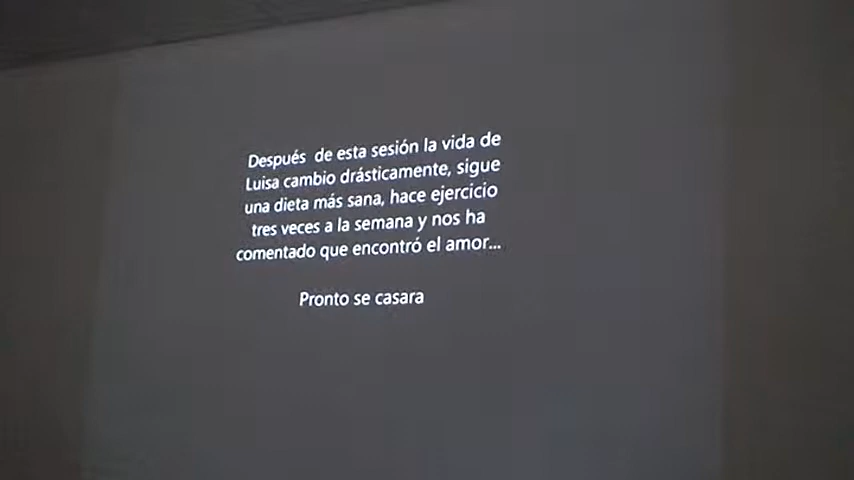 Después de esta sesión la vida de
Luisa cambio drásticamente, sigue
una dieta más sana, hace ejercicio
tres veces a la semana y nos ha
comentado que encontró el amor...
Pronto se casara